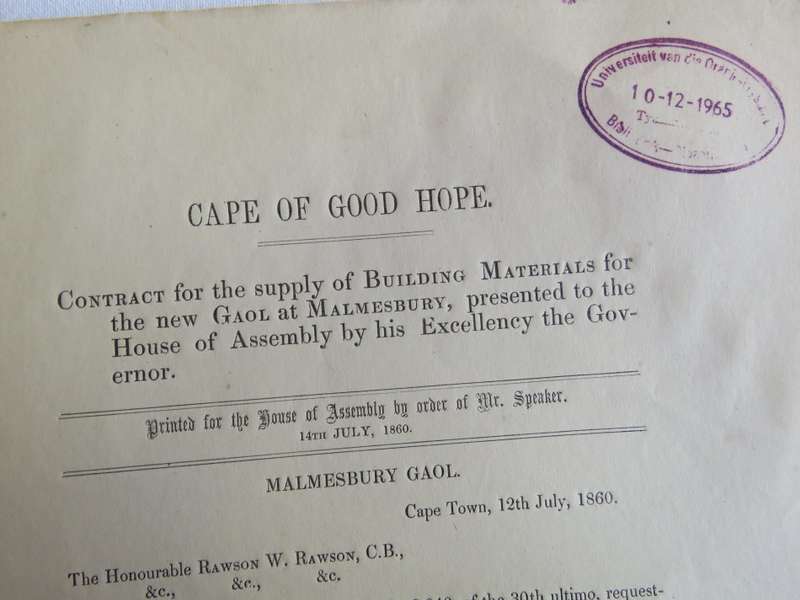 Universiteit van die
10-12-1965
CAPE OF GOOD HOPE.
CONTRACT for the supply of BUILDING MATERIALS for
the new GAOL at MALMESBURY, presented to the
House of Assembly by his Excellency the Gov-
ernor.
Printed for the House of Assembly by order of Mr. Speaker.
14TH JULY, 1860.
MALMESBURY GAOL.
Cape Town, 12th July, 1860.
The Honourable RAWSON W. RAWSON, C.B.,
&c., &c., &c.
of the 30th ultimo, request-